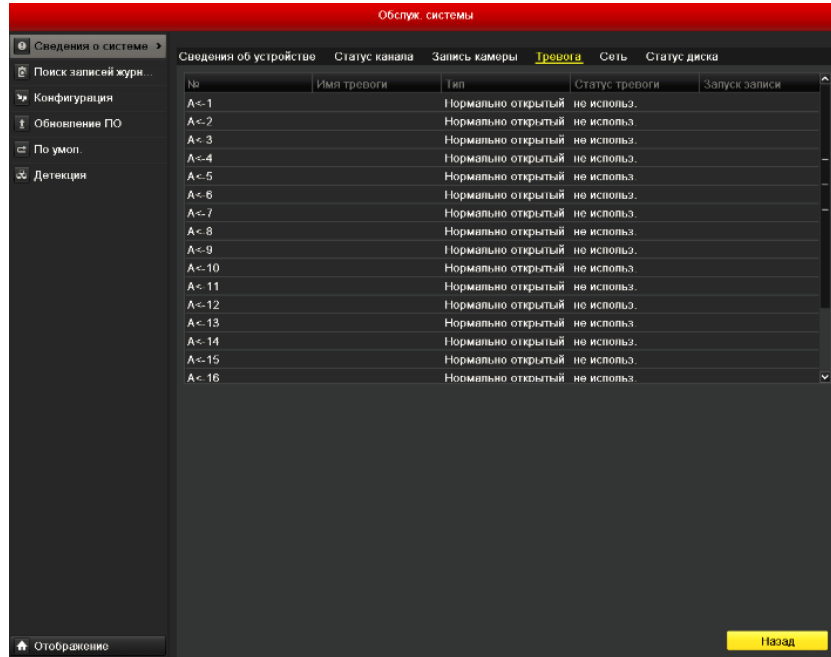 Обслуж. системы
Сведения о системе
Поиск записей журн...
Конфигурация
Обновление ПО
По умол.
Детекция
Отображение
Сведения об устройстве Статус канала Запись камеры Тревога Сеть Статус диска
№ Имя тревоги Тип Статус тревоги Запуск записи
A<-1 Нормально открытый не использ.
A<-2 Нормально открытый не использ.
A<-3 Нормально открытый не использ.
A<-4 Нормально открытый не использ.
A<-5 Нормально открытый не использ.
A<-6 Нормально открытый не использ.
A<-7 Нормально открытый не использ.
A<-8 Нормально открытый не использ.
A<-9 Нормально открытый не использ.
A<-10 Нормально открытый не использ.
A<-11 Нормально открытый не использ.
A<-12 Нормально открытый не использ.
A<-13 Нормально открытый не использ.
A<-14 Нормально открытый не использ.
A<-15 Нормально открытый не использ.
A<-16 Нормально открытый не использ.
Назад